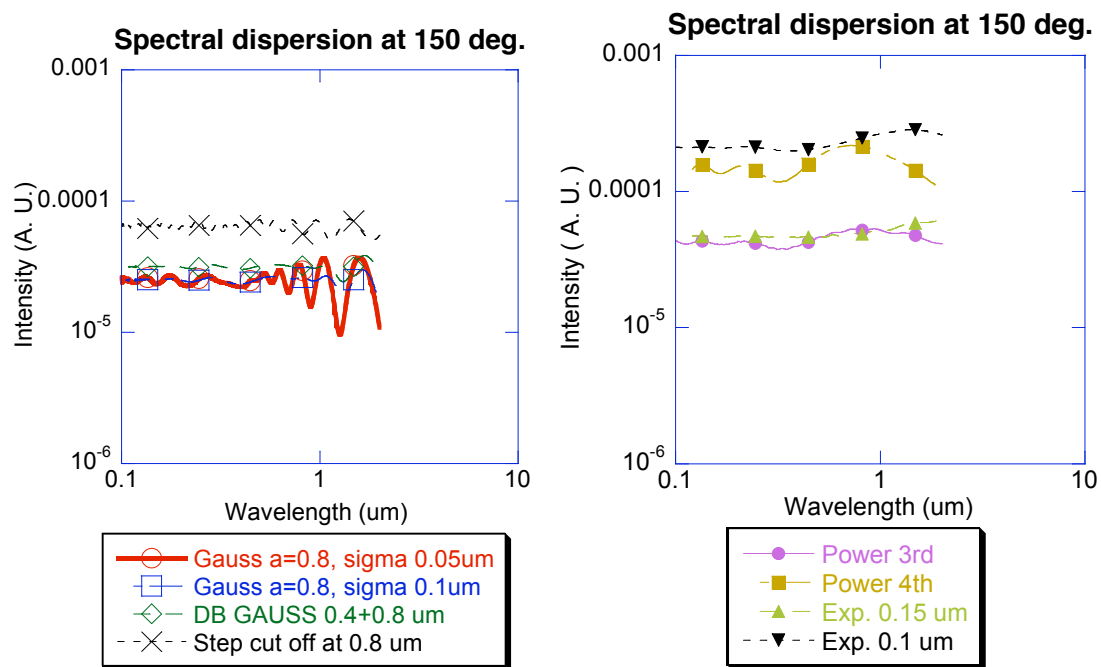 Spectral dispersion at 150 deg.
0.001
0.0001
10-5
10-6
0.1
1
10
Intensity (A. U.)
Wavelength (um)
Gauss a=0.8, sigma 0.05um
Gauss a=0.8, sigma 0.1um
DB GAUSS 0.4+0.8 um
Step cut off at 0.8 um
Spectral dispersion at 150 deg.
0.001
0.0001
10-5
10-6
0.1
1
10
Intensity ( A. U.)
Wavelength (um)
Power 3rd
Power 4th
Exp. 0.15 um
Exp. 0.1 um